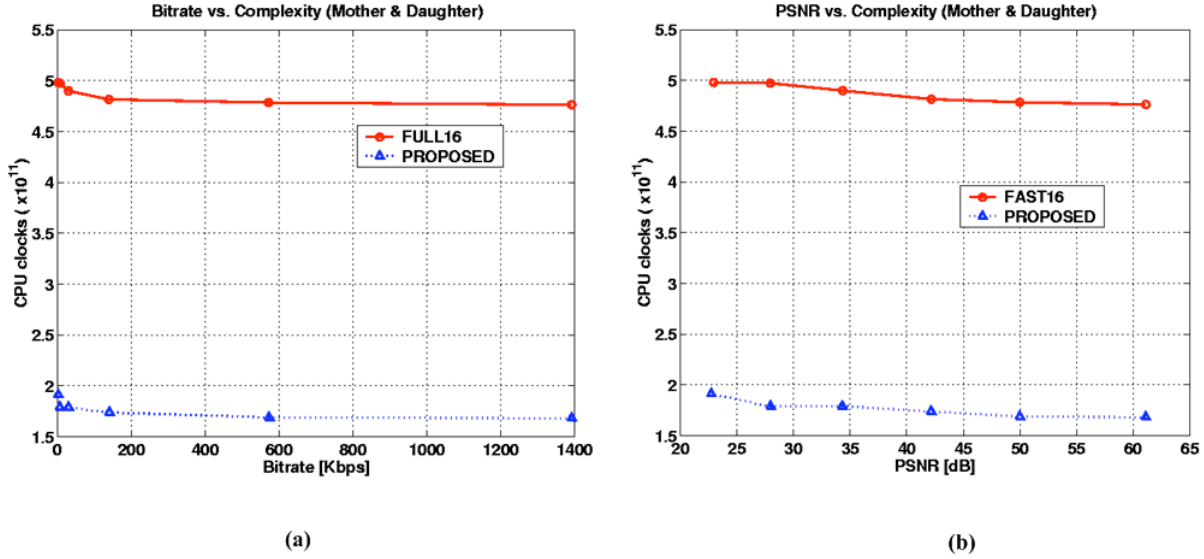 Bitrate vs. Complexity (Mother & Daughter)
5.5
5
4.5
4
3.5
3
2.5
2
1.5
CPU clocks ( x10^11)
FULL16
PROPOSED
0 200 400 600 800 1000 1200 1400
Bitrate [Kbps]
(a)
PSNR vs. Complexity (Mother & Daughter)
5.5
5
4.5
4
3.5
3
2.5
2
1.5
CPU clocks ( x10^11)
FAST16
PROPOSED
20 25 30 35 40 45 50 55 60 65
PSNR [dB]
(b)